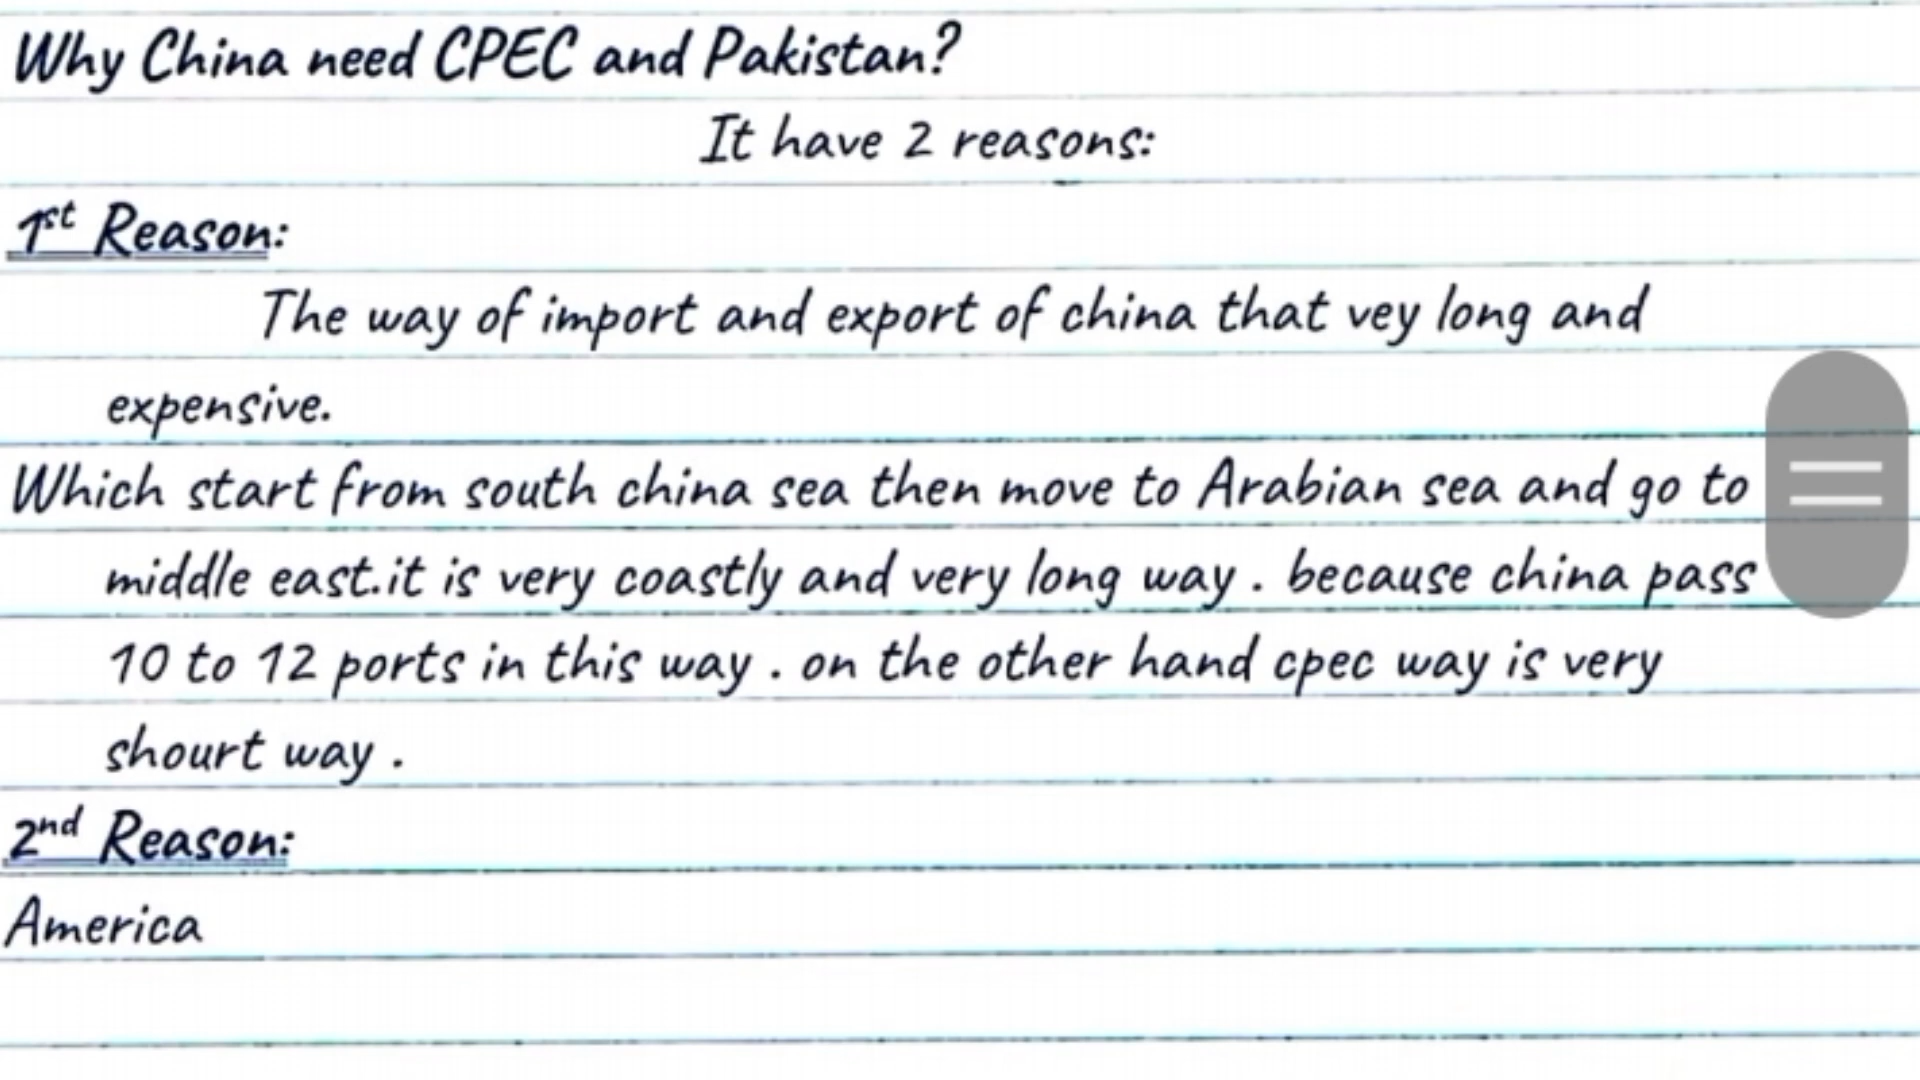 Why China need CPEC and Pakistan?
It have 2 reasons:
1st Reason:
The way of import and export of china that vey long and
expensive.
Which start from south china sea then move to Arabian sea and go to
middle east.it is very coastly and very long way . because china pass
10 to 12 ports in this way . on the other hand cpec way is very
shourt way .
2nd Reason:
America